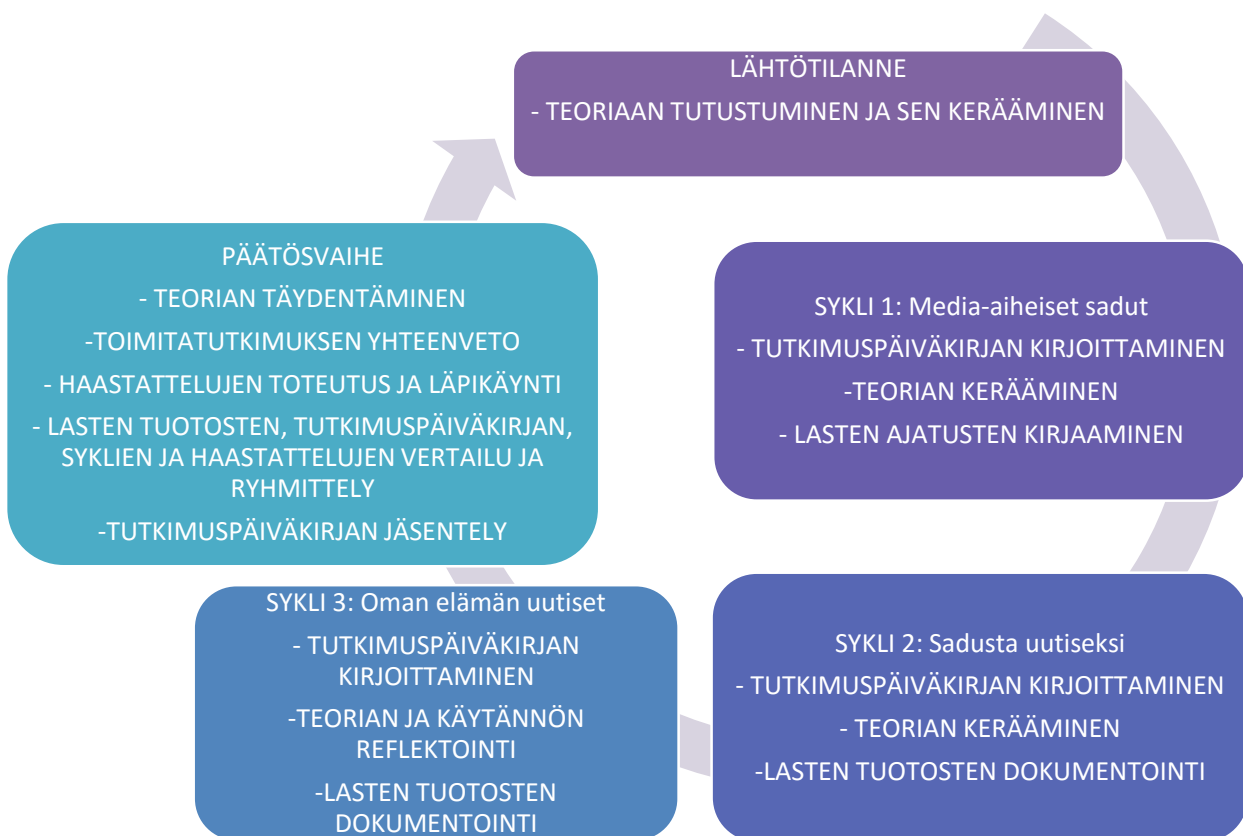 LÄHTÖTILANNE
- TEORIAAN TUTUSTUMINEN JA SEN KERÄÄMINEN
SYKLI 1: Media-aiheiset sadut
- TUTKIMUSPÄIVÄKIRJAN KIRJOITTAMINEN
-TEORIAN KERÄÄMINEN
- LASTEN AJATUSTEN KIRJAAMINEN
SYKLI 2: Sadusta uutiseksi
- TUTKIMUSPÄIVÄKIRJAN KIRJOITTAMINEN
- TEORIAN KERÄÄMINEN
-LASTEN TUOTOSTEN DOKUMENTOINTI
SYKLI 3: Oman elämän uutiset
- TUTKIMUSPÄIVÄKIRJAN
KIRJOITTAMINEN
-TEORIAN JA KÄYTÄNNÖN
REFLEKTOINTI
-LASTEN TUOTOSTEN
DOKUMENTOINTI
PÄÄTÖSVAIHE
- TEORIAN TÄYDENTÄMINEN
-TOIMITATUTKIMUKSEN YHTEENVETO
- HAASTATTELUJEN TOTEUTUS JA LÄPIKÄYNTI
- LASTEN TUOTOSTEN, TUTKIMUSPÄIVÄKIRJAN,
SYKLIEN JA HAASTATTELUJEN VERTAILU JA
RYHMITTELY
-TUTKIMUSPÄIVÄKIRJAN JÄSENTELY